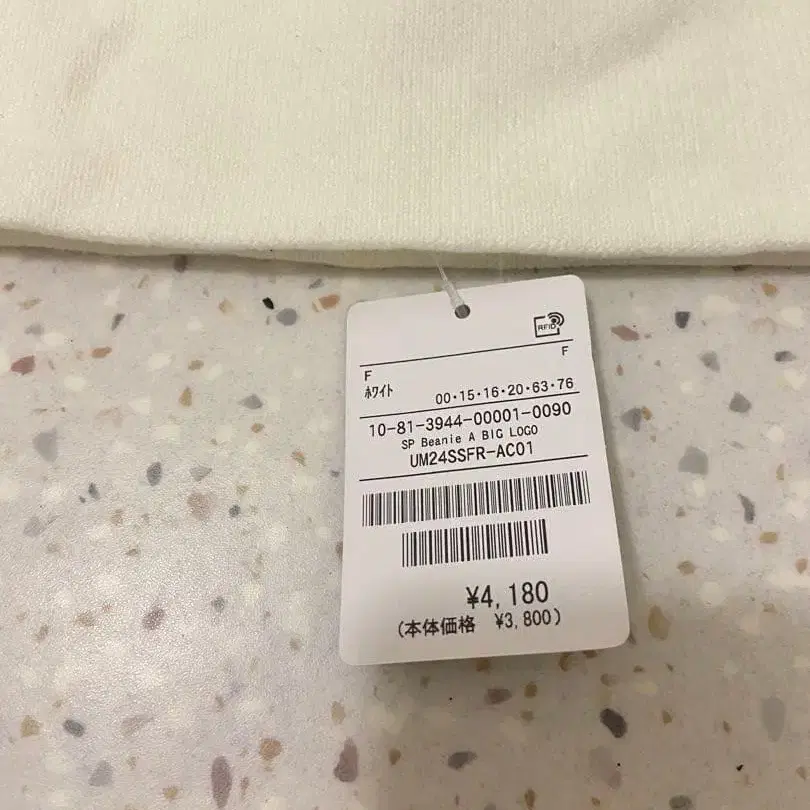 RFID
F F
ﾎﾜｲﾄ 00・15・16・20・63・76
10-81-3944-00001-0090
SP Beanie A BIG LOGO
UM24SSFR-AC01
¥4,180
(本体価格 ¥3,800)